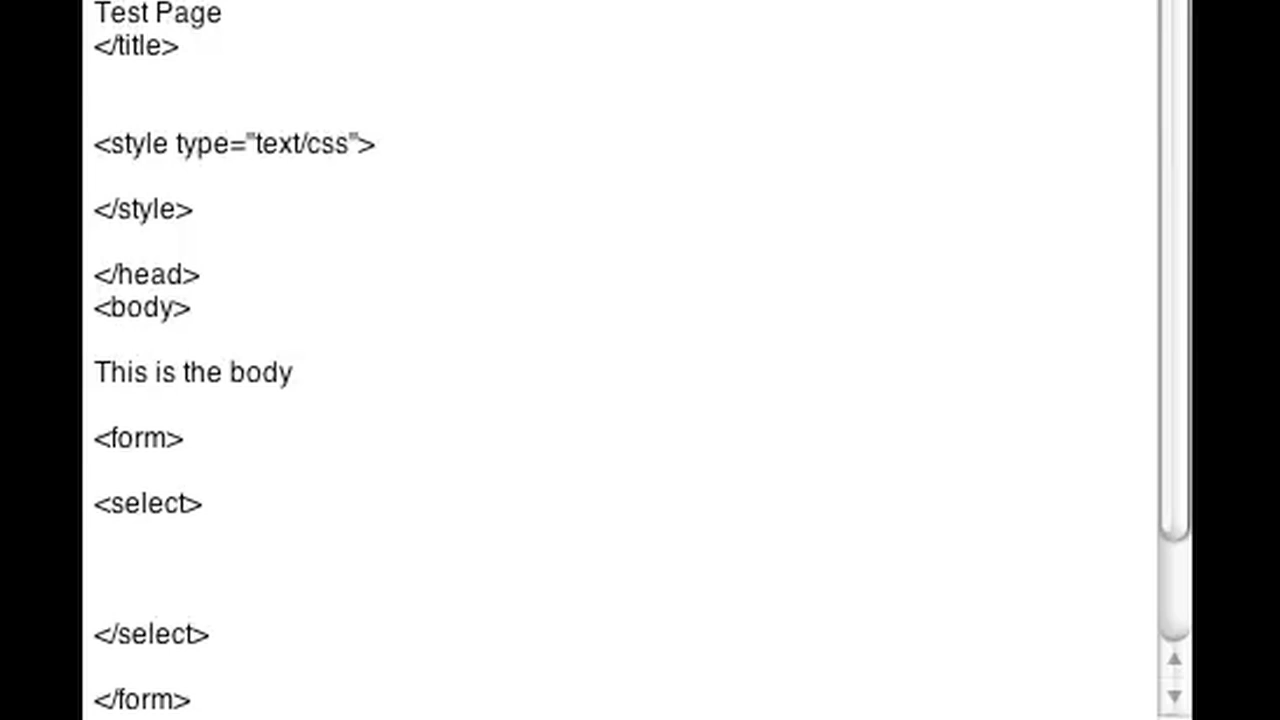 Test Page
</title>
<style type="text/css">
</style>
</head>
<body>
This is the body
<form>
<select>
</select>
</form>